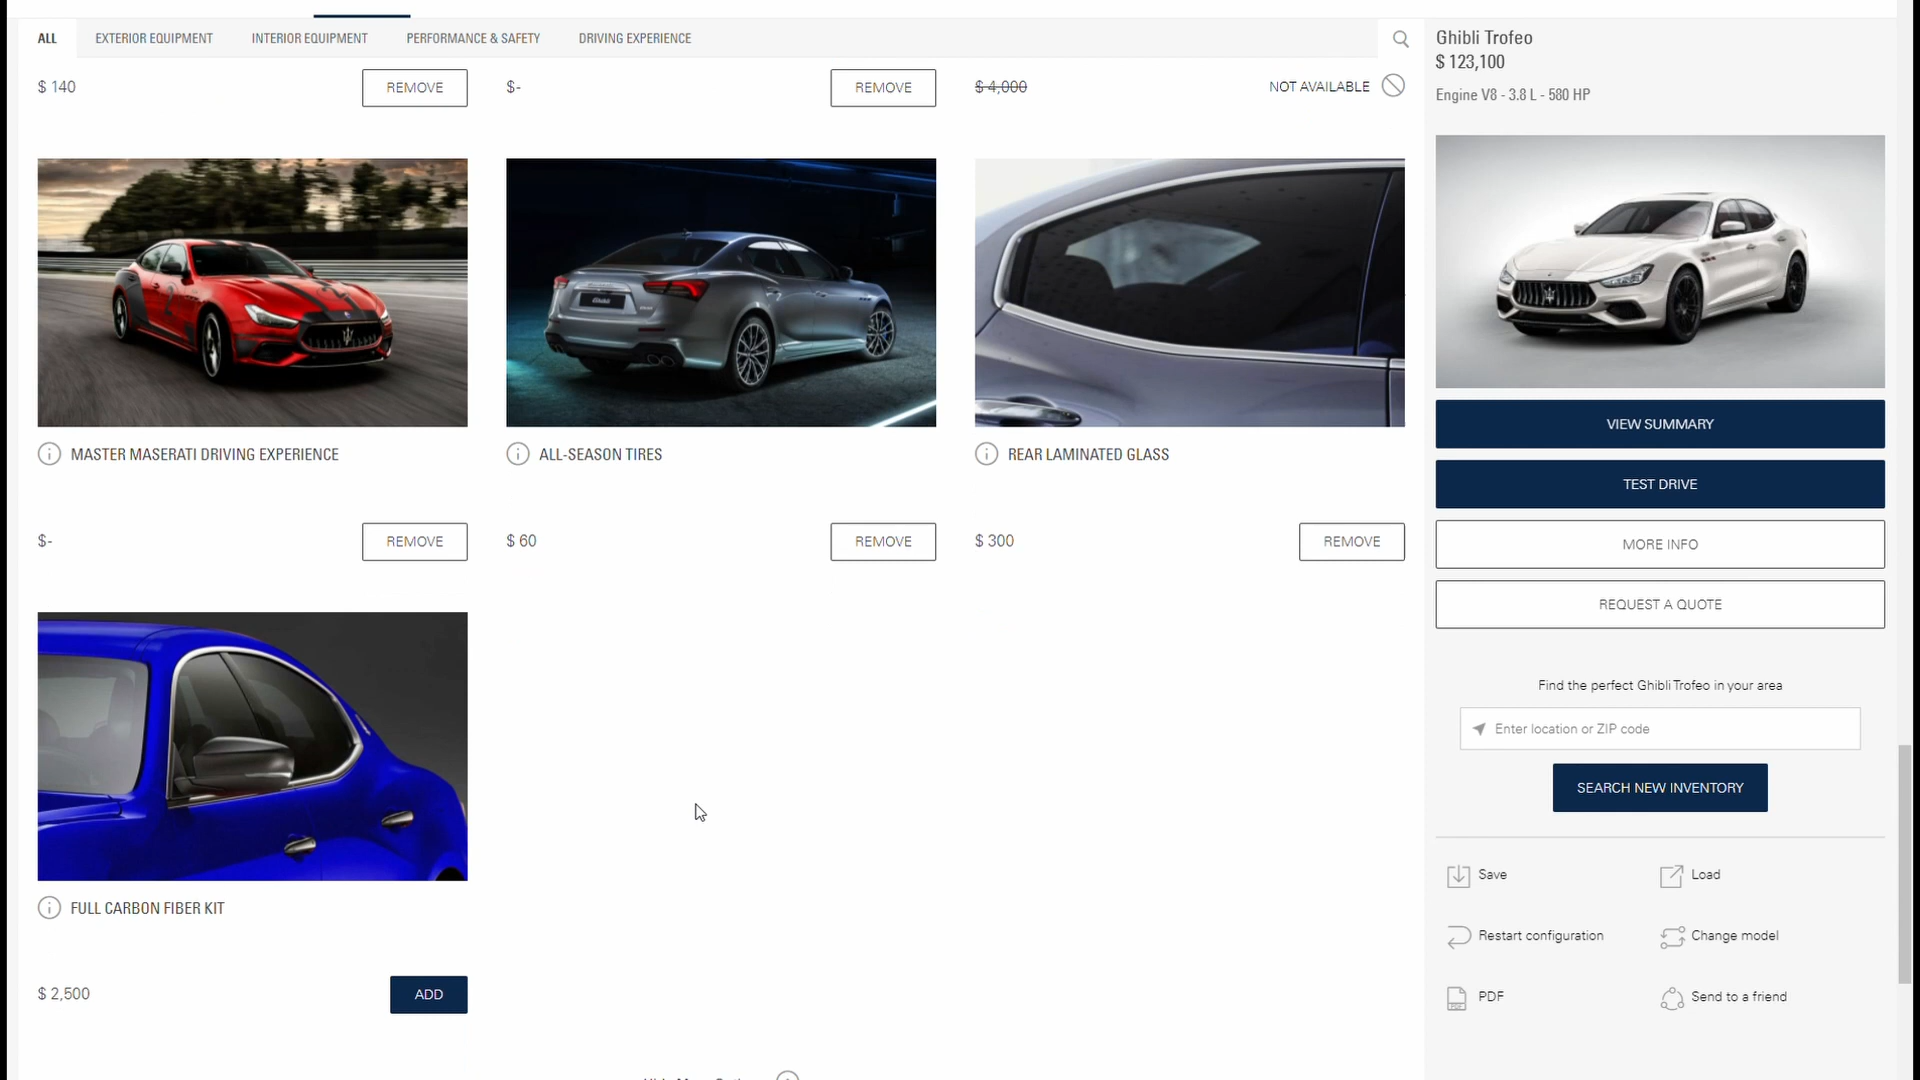 ALL
EXTERIOR EQUIPMENT
INTERIOR EQUIPMENT
PERFORMANCE & SAFETY
DRIVING EXPERIENCE
$ 140
REMOVE
$-
REMOVE
$ 4,000
NOT AVAILABLE
MASTER MASERATI DRIVING EXPERIENCE
ALL-SEASON TIRES
REAR LAMINATED GLASS
$-
REMOVE
$ 60
REMOVE
$ 300
REMOVE
FULL CARBON FIBER KIT
$ 2,500
ADD
Ghibli Trofeo
$ 123,100
Engine V8 - 3.8 L - 580 HP
VIEW SUMMARY
TEST DRIVE
MORE INFO
REQUEST A QUOTE
Find the perfect Ghibli Trofeo in your area
Enter location or ZIP code
SEARCH NEW INVENTORY
Save
Load
Restart configuration
Change model
PDF
Send to a friend